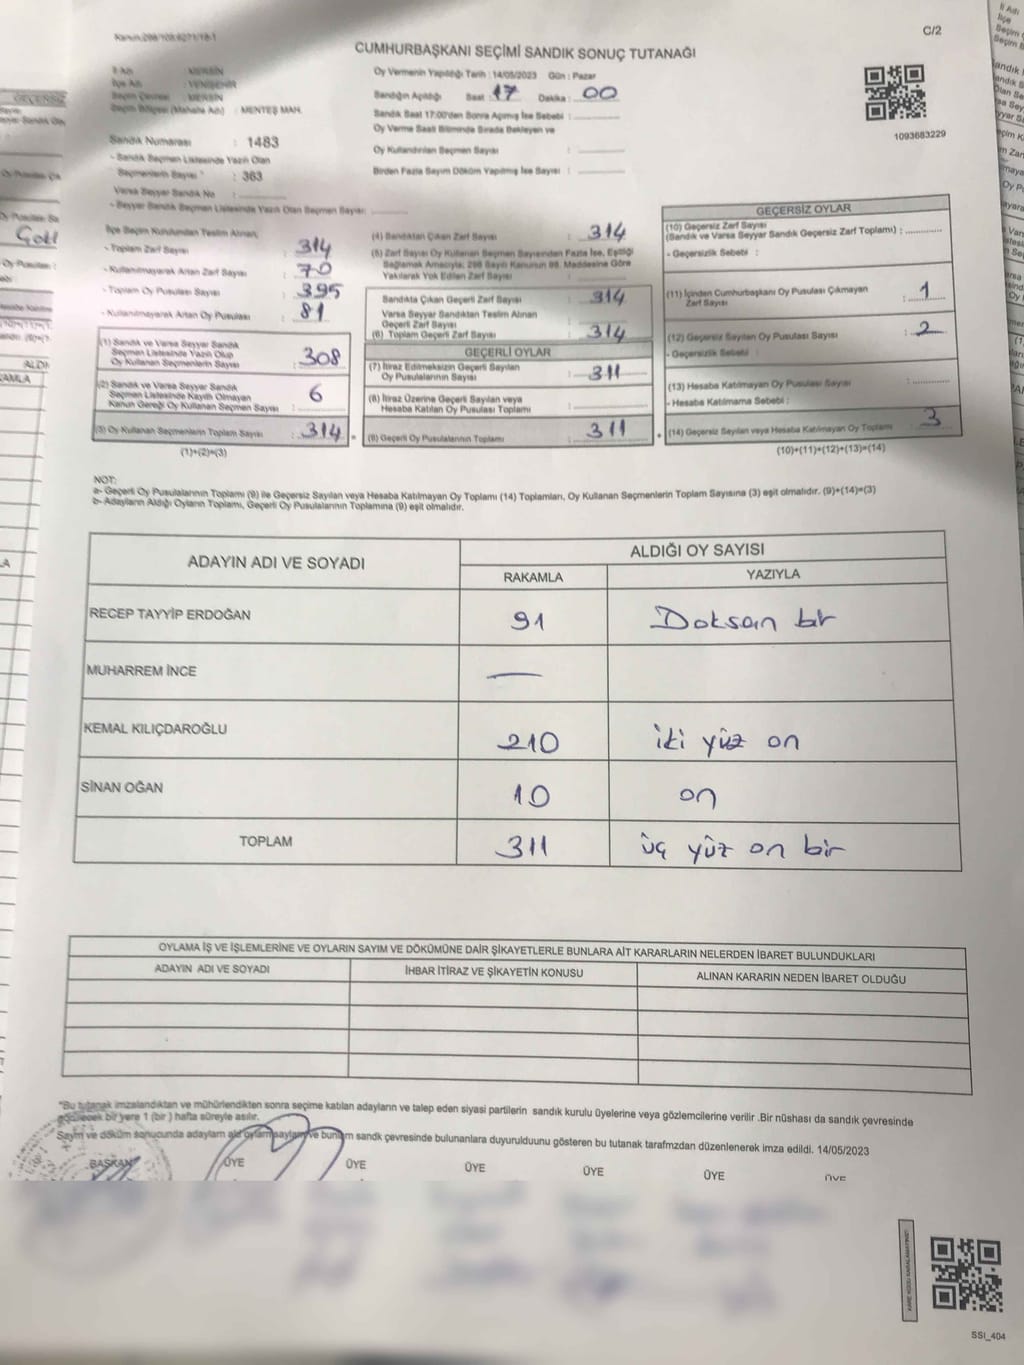 Kanun:298/109,6271/18-1
C/2
CUMHURBAŞKANI SEÇİMİ SANDIK SONUÇ TUTANAĞI
İl Adı : MERSİN
İlçe Adı : YENİŞEHİR
Seçim Çevresi : MERSİN
Seçim Bölgesi (Mahalle Adı) : MENTEŞ MAH.
Sandık Numarası : 1483
- Sandık Seçmen Listesinde Yazılı Olan
Seçmenlerin Sayısı : 363
Varsa Seyyar Sandık No :
- Seyyar Sandık Seçmen Listesinde Yazılı Olan Seçmen Sayısı:
Oy Vermenin Yapıldığı Tarih : 14/05/2023 Gün : Pazar
Sandığın Açıldığı Saat : 17 Dakika : 00
Sandık Saat 17:00'den Sonra Açılmış İse Sebebi :
Oy Verme Saati Bitiminde Sırada Bekleyen ve
Oy Kullandırılan Seçmen Sayısı :
Birden Fazla Sayım Döküm Yapılmış İse Sayısı :
1093683229
İlçe Seçim Kurulundan Teslim Alınan;
- Toplam Zarf Sayısı : 314
- Kullanılmayarak Artan Zarf Sayısı : 70
- Toplam Oy Pusulası Sayısı : 395
- Kullanılmayarak Artan Oy Pusulası : 81
(1) Sandık ve Varsa Seyyar Sandık
Seçmen Listesinde Yazılı Olup
Oy Kullanan Seçmenlerin Sayısı : 308
(2) Sandık ve Varsa Seyyar Sandık
Seçmen Listesinde Kayıtlı Olmayan
Kanun Gereği Oy Kullanan Seçmen Sayısı : 6
(3) Oy Kullanan Seçmenlerin Toplam Sayısı : 314
(1)+(2)=(3)
(4) Sandıktan Çıkan Zarf Sayısı : 314
(5) Zarf Sayısı Oy Kullanan Seçmen Sayısından Fazla İse, Eşitliği
Sağlamak Amacıyla, 298 Sayılı Kanunun 98. Maddesine Göre
Yakılarak Yok Edilen Zarf Sayısı :
Sandıkta Çıkan Geçerli Zarf Sayısı : 314
Varsa Seyyar Sandıktan Teslim Alınan
Geçerli Zarf Sayısı :
(6) Toplam Geçerli Zarf Sayısı : 314
GEÇERLİ OYLAR
(7) İtiraz Edilmeksizin Geçerli Sayılan
Oy Pusulalarının Sayısı : 311
(8) İtiraz Üzerine Geçerli Sayılan veya
Hesaba Katılan Oy Pusulası Toplamı :
(9) Geçerli Oy Pusulalarının Toplamı : 311
GEÇERSİZ OYLAR
(10) Geçersiz Zarf Sayısı
(Sandık ve Varsa Seyyar Sandık Geçersiz Zarf Toplamı) :
- Geçersizlik Sebebi :
(11) İçinden Cumhurbaşkanı Oy Pusulası Çıkmayan
Zarf Sayısı : 1
(12) Geçersiz Sayılan Oy Pusulası Sayısı : 2
- Geçersizlik Sebebi :
(13) Hesaba Katılmayan Oy Pusulası Sayısı :
- Hesaba Katılmama Sebebi :
(14) Geçersiz Sayılan veya Hesaba Katılmayan Oy Toplamı : 3
(10)+(11)+(12)+(13)=(14)
NOT:
a- Geçerli Oy Pusulalarının Toplamı (9) ile Geçersiz Sayılan veya Hesaba Katılmayan Oy Toplamı (14) Toplamları, Oy Kullanan Seçmenlerin Toplam Sayısına (3) eşit olmalıdır. (9)+(14)=(3)
b- Adayların Aldığı Oyların Toplamı, Geçerli Oy Pusulalarının Toplamına (9) eşit olmalıdır.
ADAYIN ADI VE SOYADI
ALDIĞI OY SAYISI
RAKAMLA
YAZIYLA
RECEP TAYYİP ERDOĞAN 91 Doksan bir
MUHARREM İNCE —
KEMAL KILIÇDAROĞLU 210 iki yüz on
SİNAN OĞAN 10 on
TOPLAM 311 üç yüz on bir
OYLAMA İŞ VE İŞLEMLERİNE VE OYLARIN SAYIM VE DÖKÜMÜNE DAİR ŞİKAYETLERLE BUNLARA AİT KARARLARIN NELERDEN İBARET BULUNDUKLARI
ADAYIN ADI VE SOYADI
İHBAR İTİRAZ VE ŞİKAYETİN KONUSU
ALINAN KARARIN NEDEN İBARET OLDUĞU
"Bu tutanak imzalandıktan ve mühürlendikten sonra seçime katılan adayların ve talep eden siyasi partilerin sandık kurulu üyelerine veya gözlemcilerine verilir .Bir nüshası da sandık çevresinde
görülecek bir yere 1 (bir ) hafta süreyle asılır.
Sayım ve döküm sonucunda adayların aldığı oyların sayıları ve bunların sandk çevresinde bulunanlara duyurulduunu gösteren bu tutanak tarafmzdan düzenlenerek imza edildi. 14/05/2023
BAŞKAN ÜYE ÜYE ÜYE ÜYE ÜYE ÜYE
KARE KODU KARALAMAYINIZ!
SSI_404